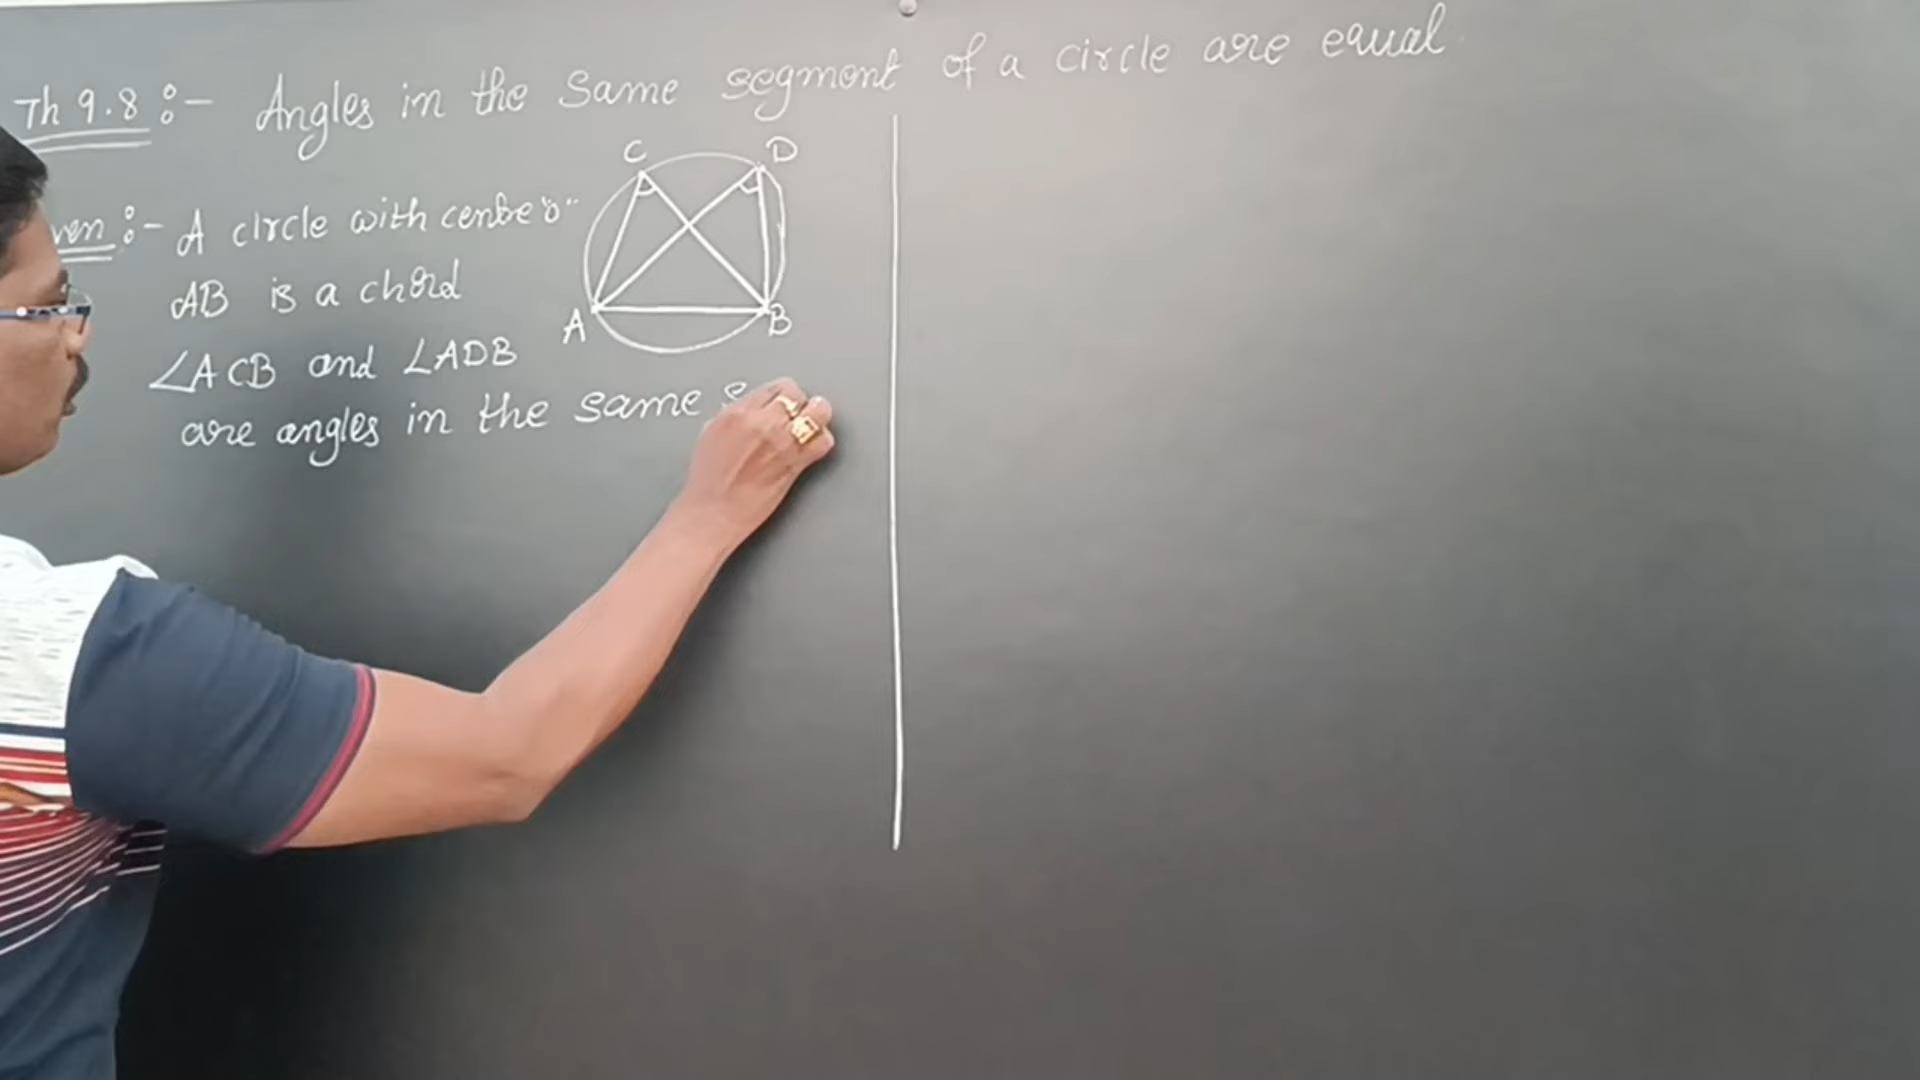 Th 9.8 :- Angles in the same segment of a circle are equal
ven :- A circle with centre "o"
AB is a chord
∠ACB and ∠ADB
are angles in the same s
C D
A B